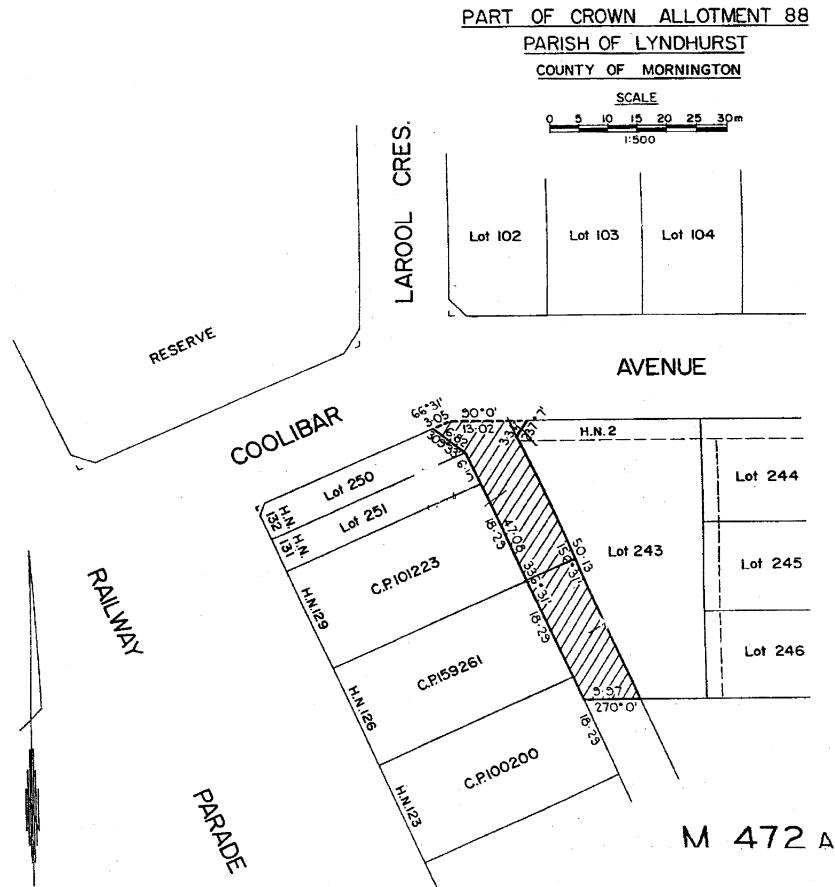 PART OF CROWN ALLOTMENT 88
PARISH OF LYNDHURST
COUNTY OF MORNINGTON
SCALE
0 5 10 15 20 25 30m
1:500
LAROOL CRES.
Lot 102
Lot 103
Lot 104
RESERVE
AVENUE
COOLIBAR
66°31'
3·05
90°0'
13·02
6·82
H.N. 2
Lot 250
Lot 251
H.N. 132
H.N. 131
18·29
47·08
336°31'
50·13
156°31'
Lot 243
Lot 244
Lot 245
Lot 246
C.P.101223
H.N.129
18·29
C.P.159261
H.N.126
9·97
270°0'
18·29
C.P.100200
H.N.123
RAILWAY
PARADE
M 472 A